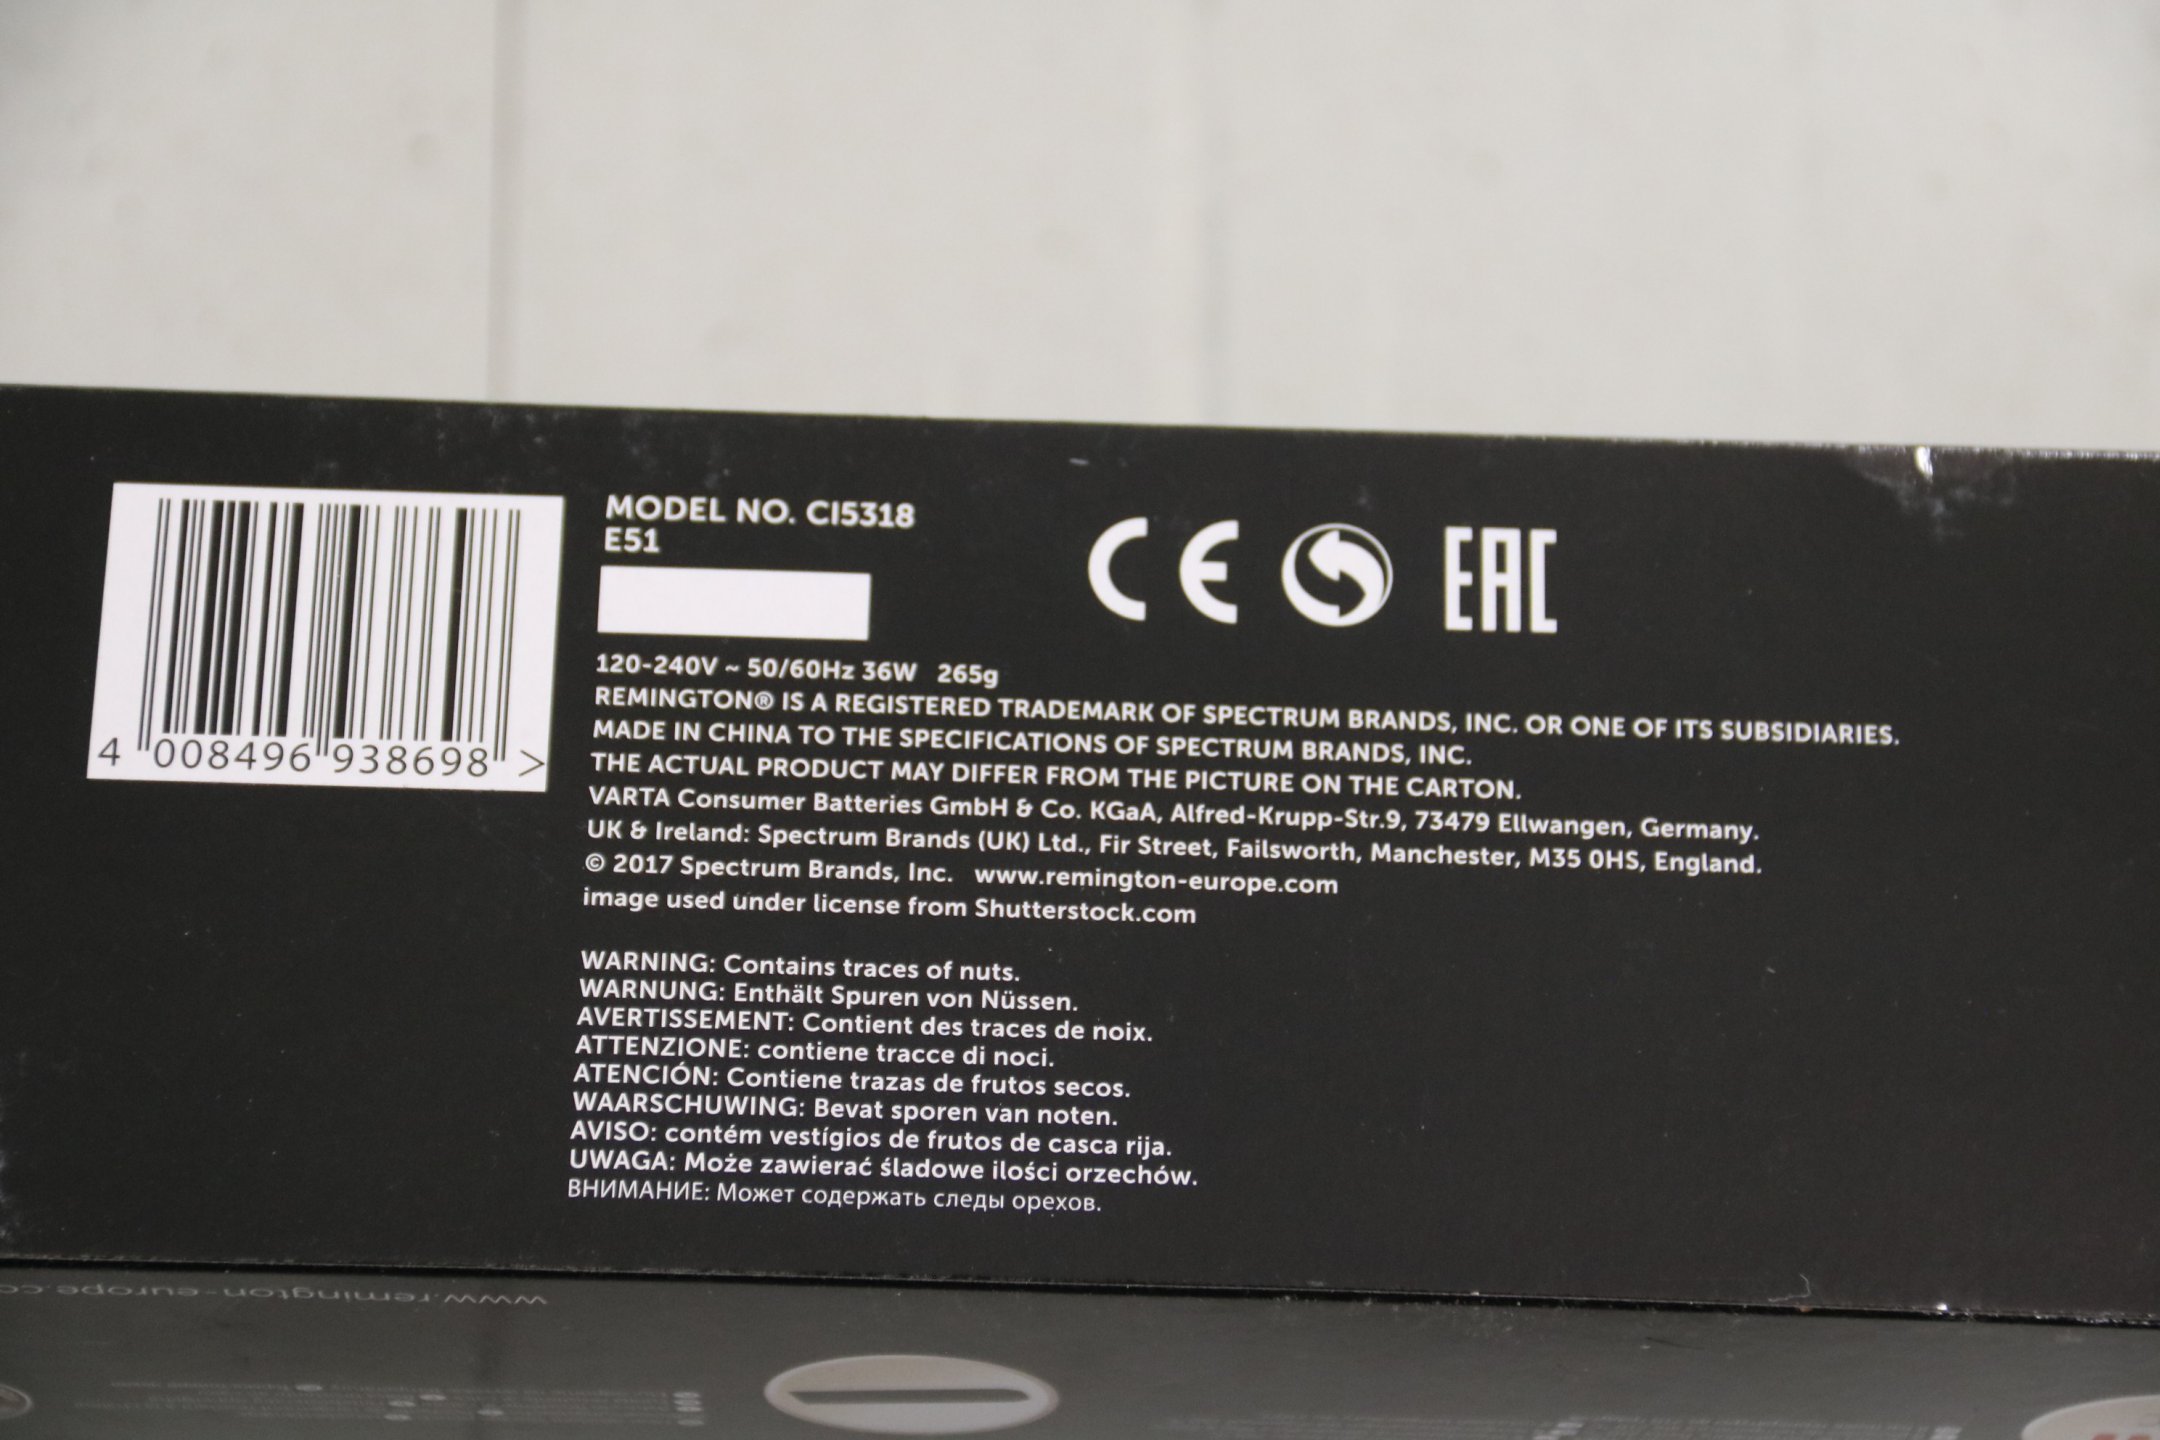 MODEL NO. CI5318
E51
CE EAC
120-240V ~ 50/60Hz 36W 265g
REMINGTON® IS A REGISTERED TRADEMARK OF SPECTRUM BRANDS, INC. OR ONE OF ITS SUBSIDIARIES.
MADE IN CHINA TO THE SPECIFICATIONS OF SPECTRUM BRANDS, INC.
THE ACTUAL PRODUCT MAY DIFFER FROM THE PICTURE ON THE CARTON.
VARTA Consumer Batteries GmbH & Co. KGaA, Alfred-Krupp-Str.9, 73479 Ellwangen, Germany.
UK & Ireland: Spectrum Brands (UK) Ltd., Fir Street, Failsworth, Manchester, M35 0HS, England.
© 2017 Spectrum Brands, Inc. www.remington-europe.com
image used under license from Shutterstock.com
4 008496 938698 >
WARNING: Contains traces of nuts.
WARNUNG: Enthält Spuren von Nüssen.
AVERTISSEMENT: Contient des traces de noix.
ATTENZIONE: contiene tracce di noci.
ATENCIÓN: Contiene trazas de frutos secos.
WAARSCHUWING: Bevat sporen van noten.
AVISO: contém vestígios de frutos de casca rija.
UWAGA: Może zawierać śladowe ilości orzechów.
ВНИМАНИЕ: Может содержать следы орехов.
www.remington-europe.co